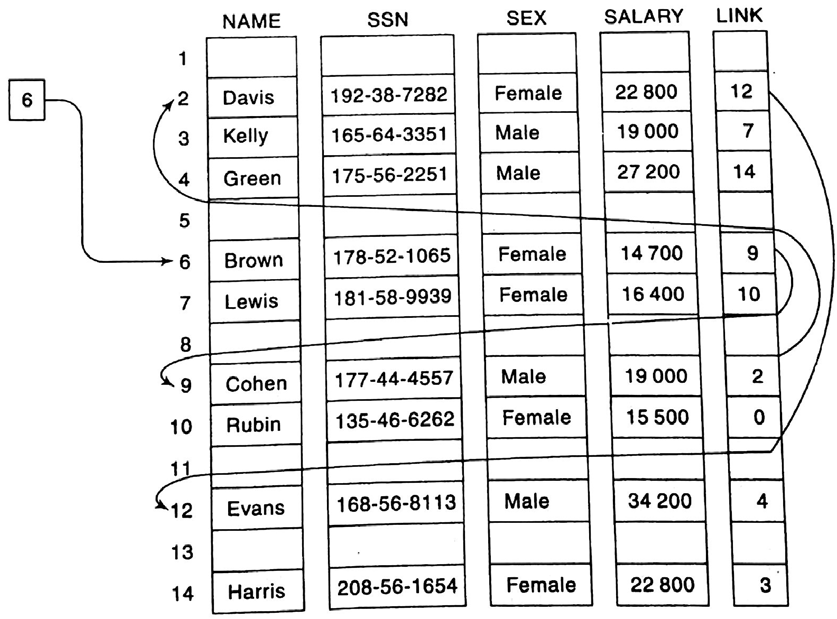 NAME SSN SEX SALARY LINK
1
6
2 Davis 192-38-7282 Female 22 800 12
3 Kelly 165-64-3351 Male 19 000 7
4 Green 175-56-2251 Male 27 200 14
5
6 Brown 178-52-1065 Female 14 700 9
7 Lewis 181-58-9939 Female 16 400 10
8
9 Cohen 177-44-4557 Male 19 000 2
10 Rubin 135-46-6262 Female 15 500 0
11
12 Evans 168-56-8113 Male 34 200 4
13
14 Harris 208-56-1654 Female 22 800 3